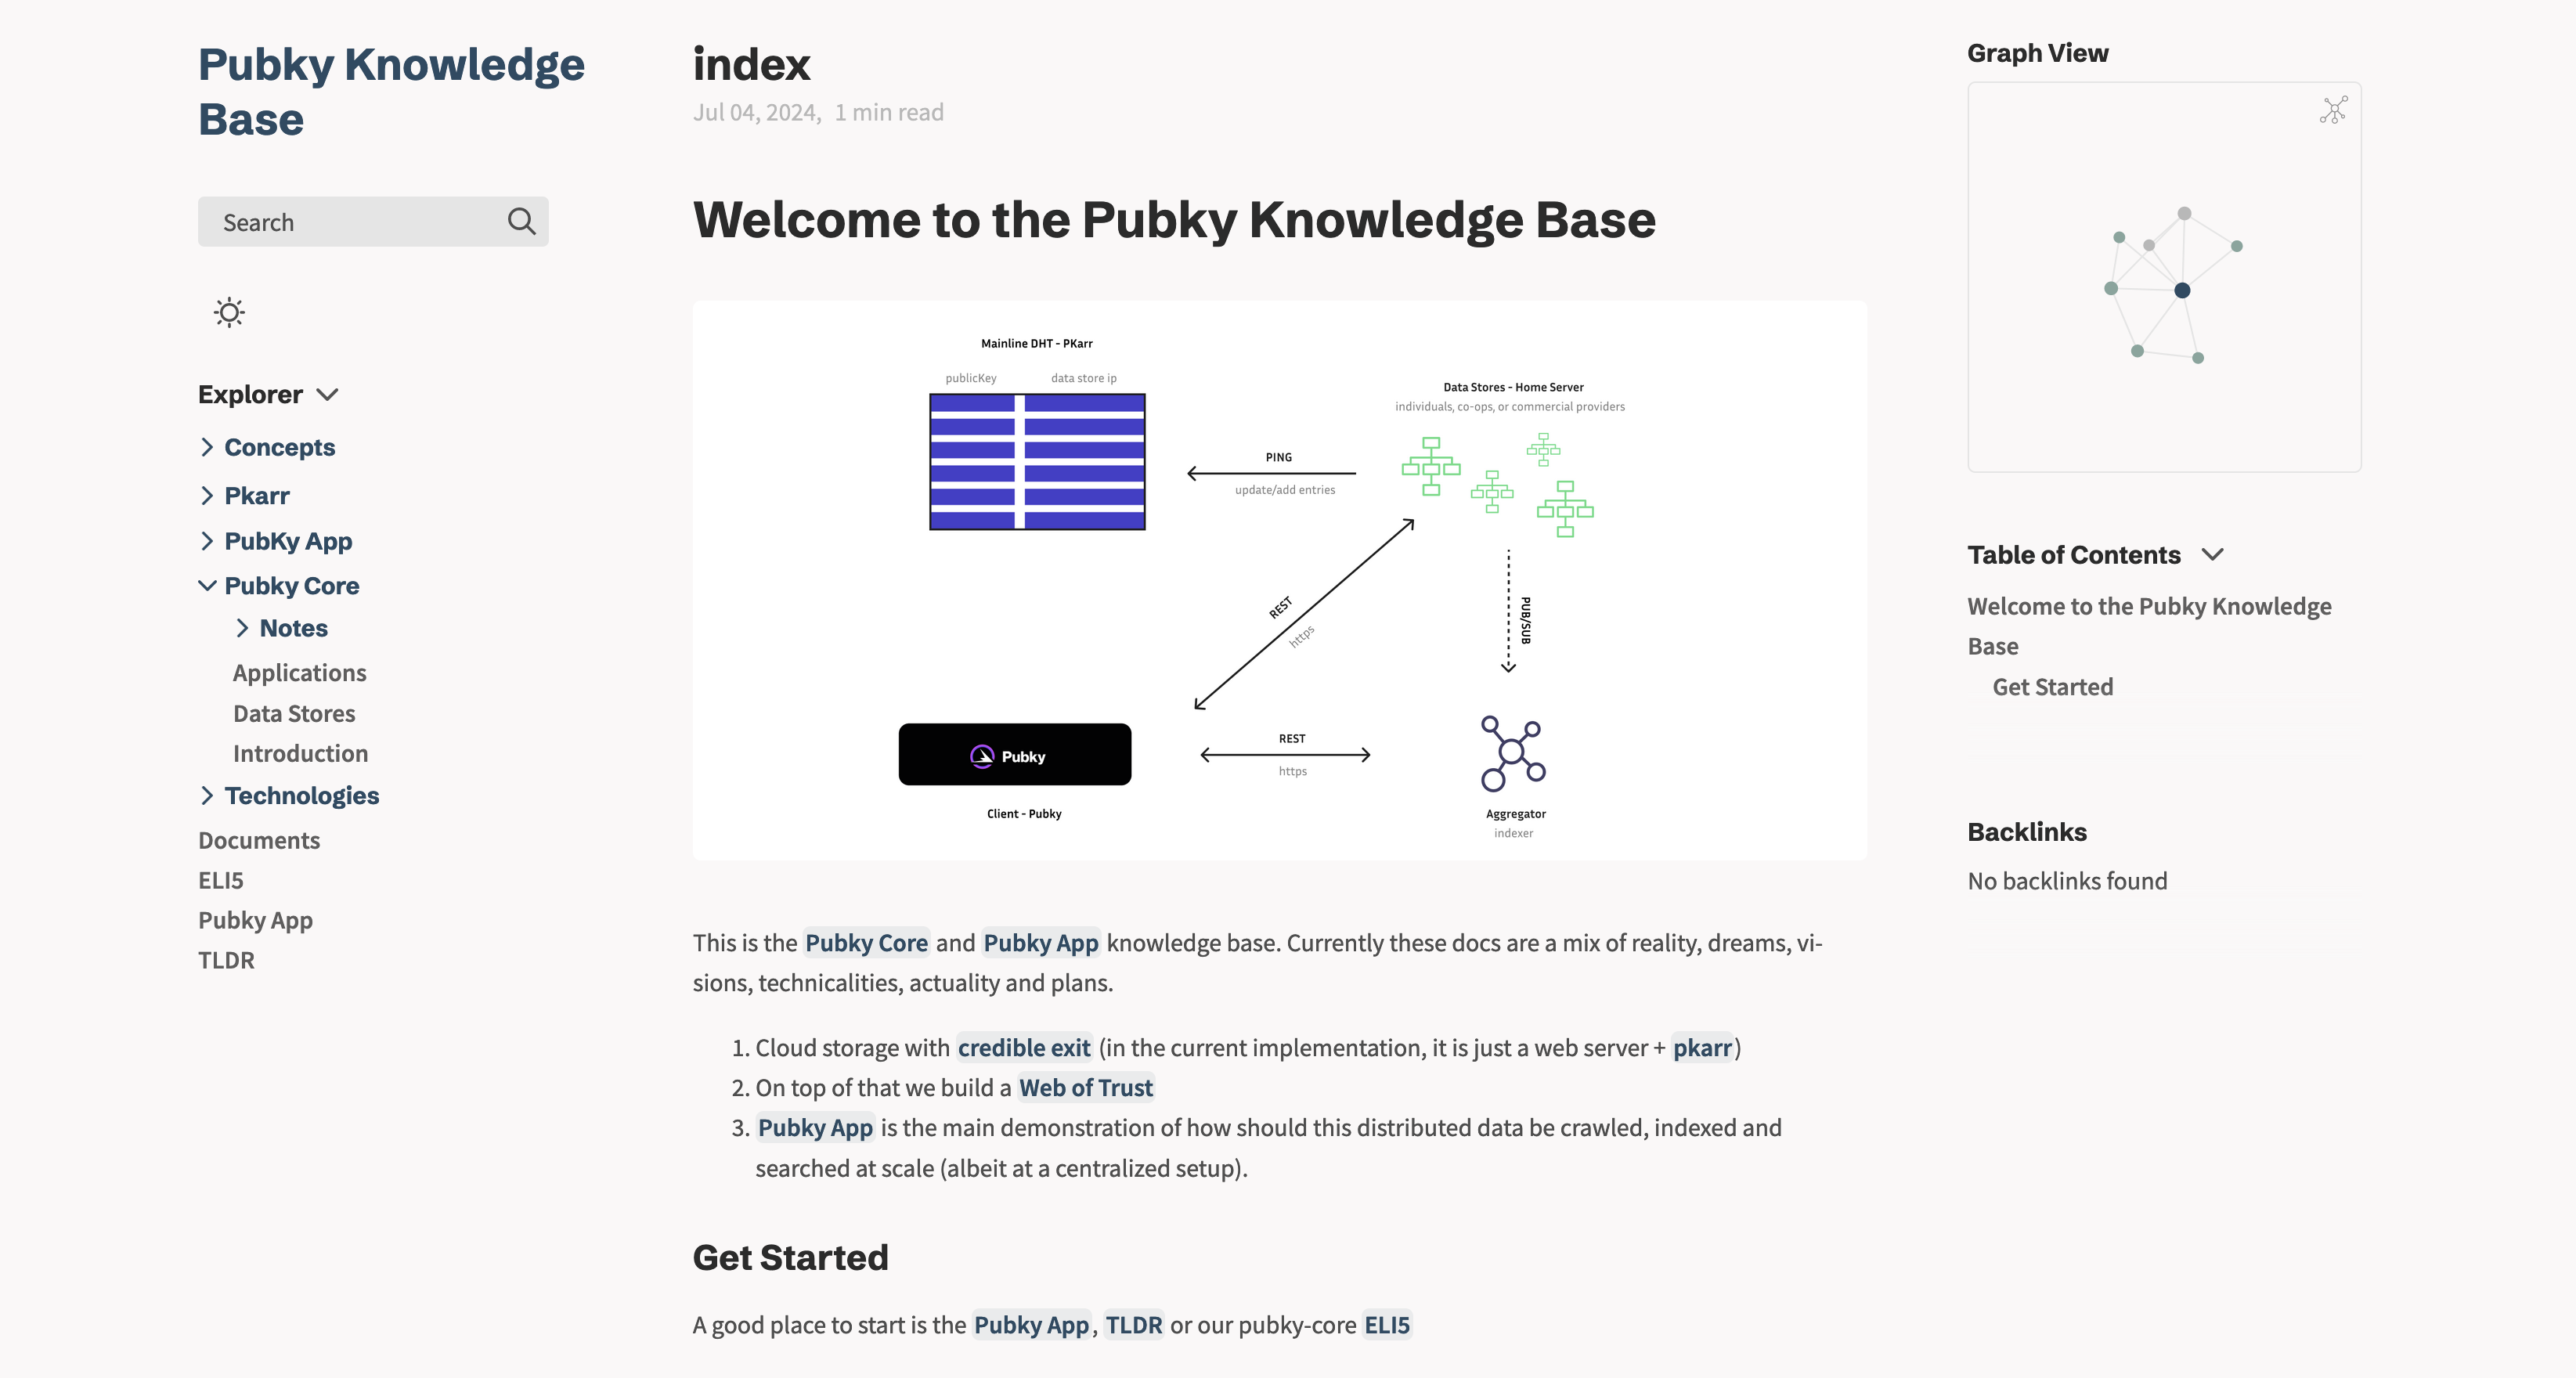 Pubky Knowledge
Base
Search
Explorer
Concepts
Pkarr
PubKy App
Pubky Core
Notes
Applications
Data Stores
Introduction
Technologies
Documents
ELI5
Pubky App
TLDR
index
Jul 04, 2024, 1 min read
Welcome to the Pubky Knowledge Base
Mainline DHT - PKarr
publicKey data store ip
Data Stores - Home Server
individuals, co-ops, or commercial providers
PING
update/add entries
REST
https
PUB/SUB
Pubky
REST
https
Client - Pubky
Aggregator
indexer
This is the Pubky Core and Pubky App knowledge base. Currently these docs are a mix of reality, dreams, vi-
sions, technicalities, actuality and plans.
1. Cloud storage with credible exit (in the current implementation, it is just a web server + pkarr)
2. On top of that we build a Web of Trust
3. Pubky App is the main demonstration of how should this distributed data be crawled, indexed and
searched at scale (albeit at a centralized setup).
Get Started
A good place to start is the Pubky App, TLDR or our pubky-core ELI5
Graph View
Table of Contents
Welcome to the Pubky Knowledge
Base
Get Started
Backlinks
No backlinks found